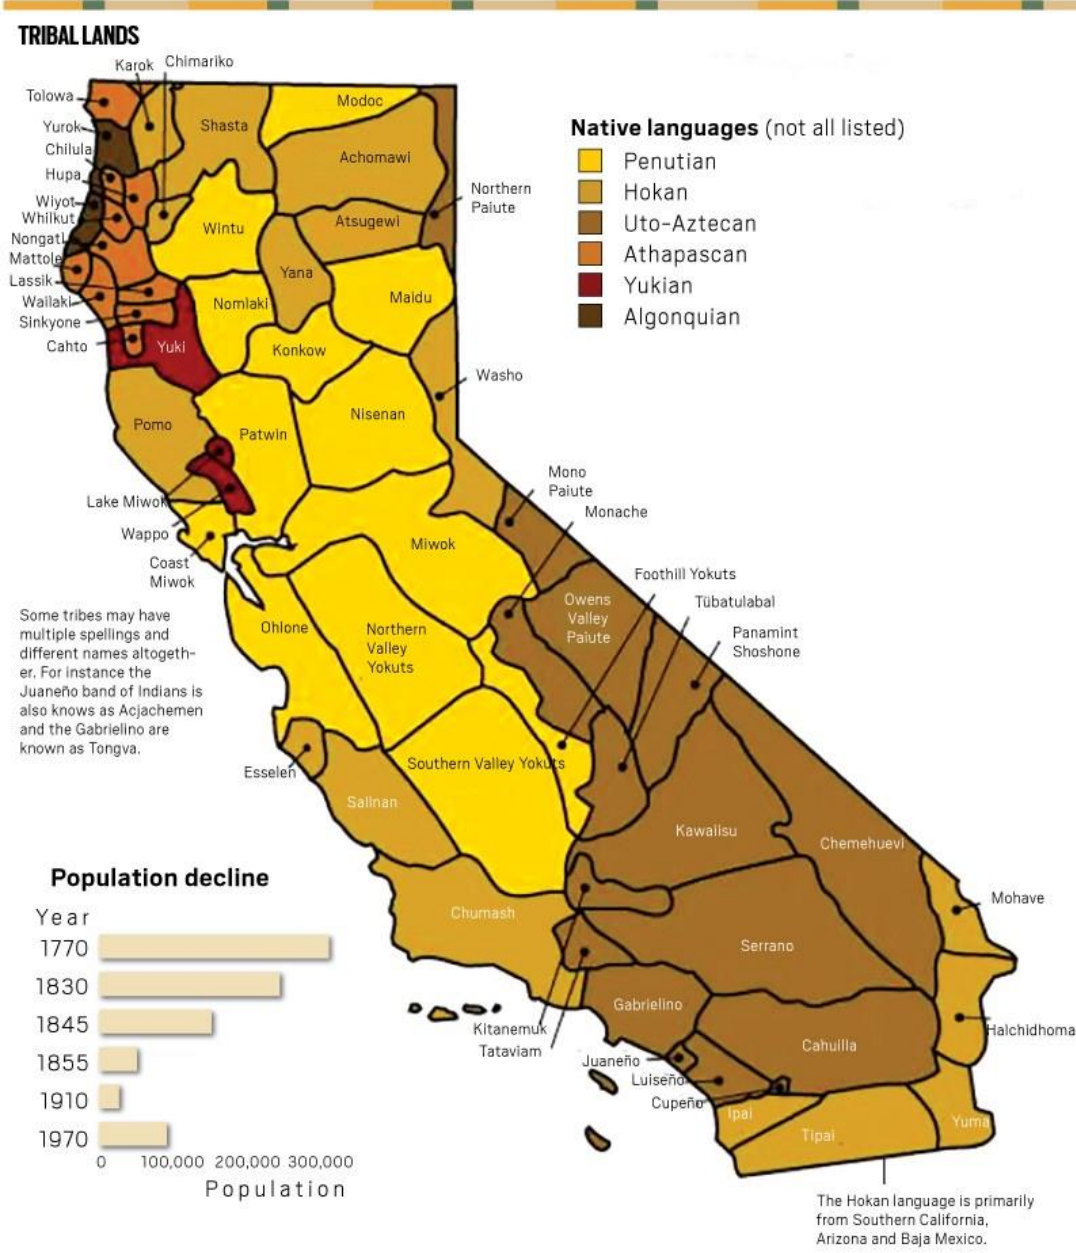 TRIBAL LANDS
Karok
Chimariko
Tolowa
Yurok
Chilula
Hupa
Wiyot
Whilkut
Nongatl
Mattole
Lassik
Wailaki
Sinkyone
Cahto
Modoc
Shasta
Achomawi
Northern
Paiute
Atsugewi
Wintu
Yana
Nomlaki
Maidu
Yuki
Konkow
Washo
Pomo
Patwin
Nisenan
Lake Miwok
Wappo
Coast
Miwok
Miwok
Mono
Paiute
Monache
Foothill Yokuts
Tübatulabal
Panamint
Shoshone
Owens
Valley
Paiute
Ohlone
Northern
Valley
Yokuts
Esselen
Southern Valley Yokuts
Salinan
Kawaiisu
Chemehuevi
Mohave
Chumash
Serrano
Gabrielino
Kitanemuk
Tataviam
Halchidhoma
Cahuilla
Juaneño
Luiseño
Cupeño
Ipai
Tipai
Yuma
Native languages (not all listed)
Penutian
Hokan
Uto-Aztecan
Athapascan
Yukian
Algonquian
Some tribes may have
multiple spellings and
different names altogeth-
er. For instance the
Juaneño band of Indians is
also knows as Acjachemen
and the Gabrielino are
known as Tongva.
Population decline
Year
1770
1830
1845
1855
1910
1970
0 100,000 200,000 300,000
Population
The Hokan language is primarily
from Southern California,
Arizona and Baja Mexico.